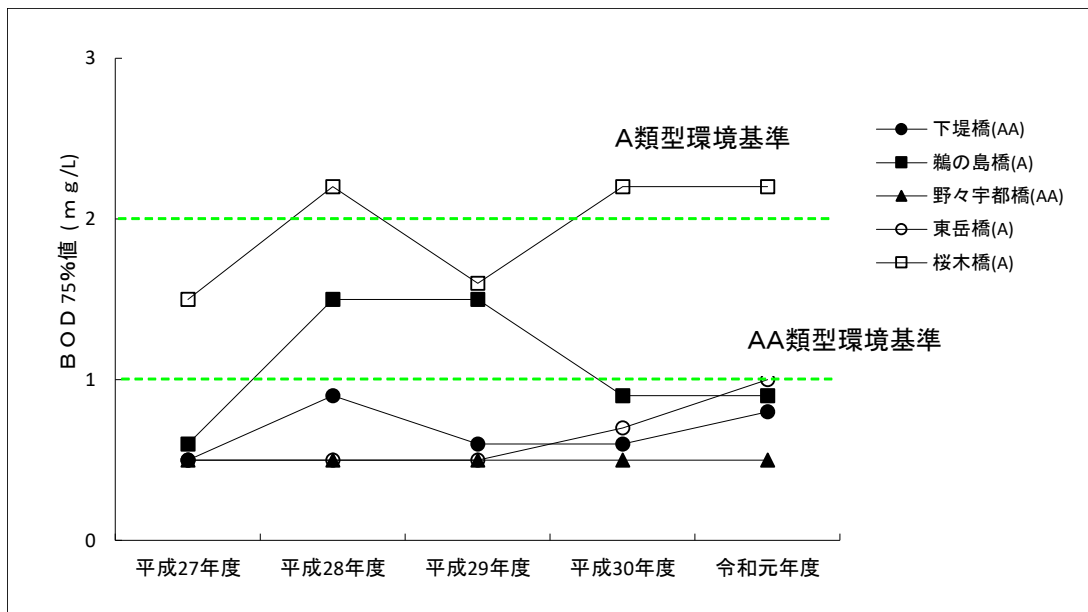 3
2
1
0
ＢＯＤ 75％値（ｍｇ/L）
A類型環境基準
AA類型環境基準
下堤橋(AA)
鵜の島橋(A)
野々宇都橋(AA)
東岳橋(A)
桜木橋(A)
平成27年度
平成28年度
平成29年度
平成30年度
令和元年度